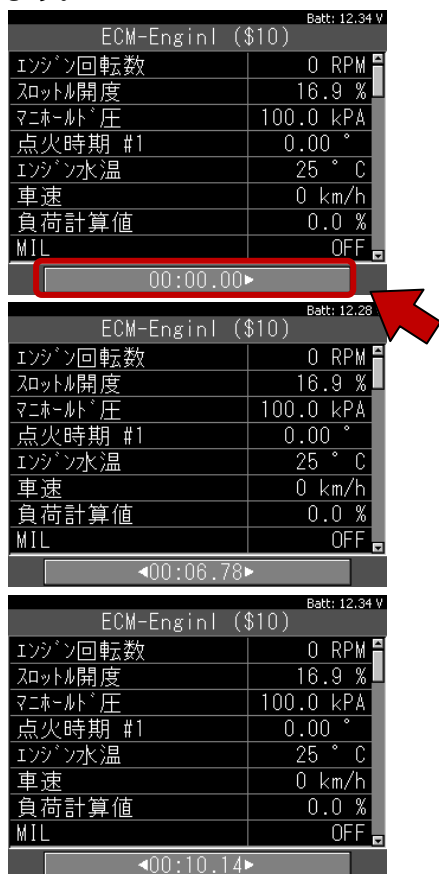 Batt: 12.34 V
ECM-EnginI ($10)
エンジン回転数 0 RPM
スロットル開度 16.9 %
マニホールド圧 100.0 kPA
点火時期 #1 0.00 °
エンジン水温 25 ° C
車速 0 km/h
負荷計算値 0.0 %
MIL OFF
00:00.00▶
Batt: 12.28
ECM-EnginI ($10)
エンジン回転数 0 RPM
スロットル開度 16.9 %
マニホールド圧 100.0 kPA
点火時期 #1 0.00 °
エンジン水温 25 ° C
車速 0 km/h
負荷計算値 0.0 %
MIL OFF
◀00:06.78▶
Batt: 12.34 V
ECM-EnginI ($10)
エンジン回転数 0 RPM
スロットル開度 16.9 %
マニホールド圧 100.0 kPA
点火時期 #1 0.00 °
エンジン水温 25 ° C
車速 0 km/h
負荷計算値 0.0 %
MIL OFF
◀00:10.14▶